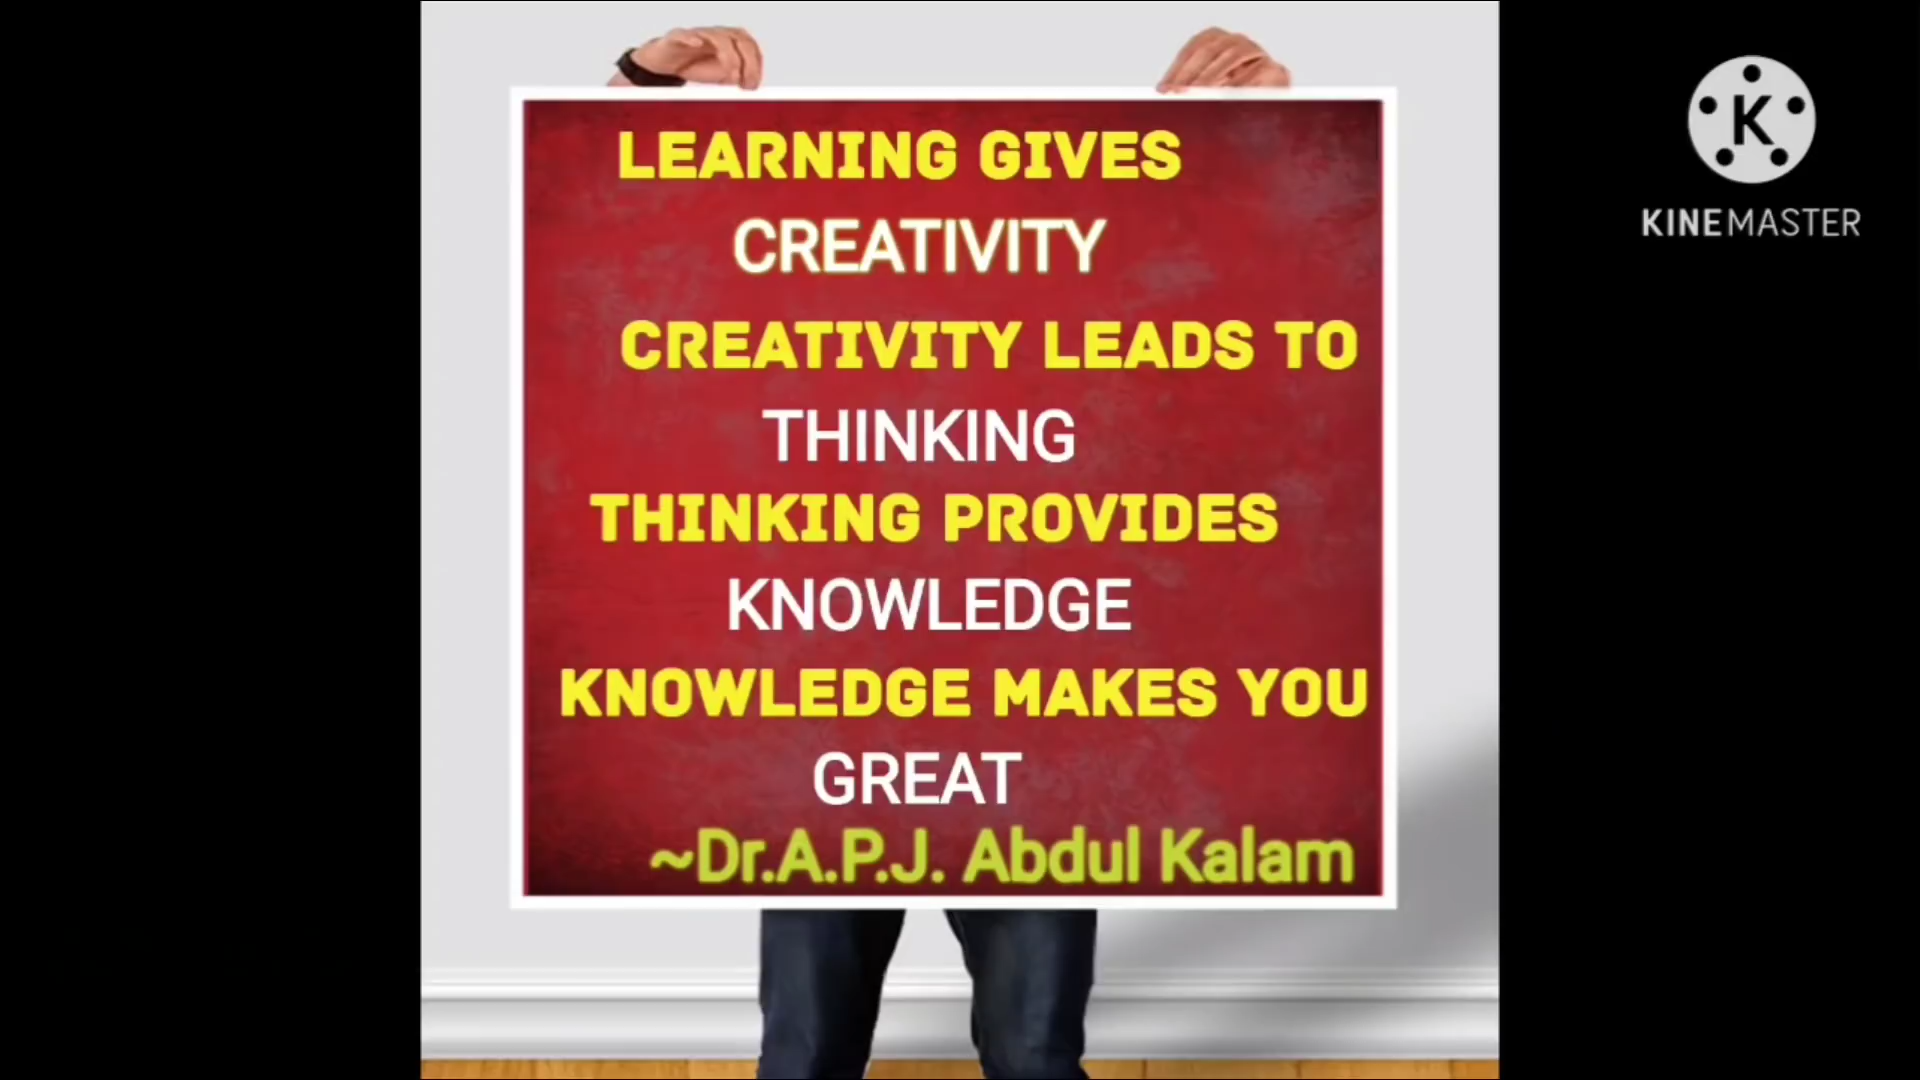 LEARNING GIVES
CREATIVITY
CREATIVITY LEADS TO
THINKING
THINKING PROVIDES
KNOWLEDGE
KNOWLEDGE MAKES YOU
GREAT
~Dr.A.P.J. Abdul Kalam
K
KINEMASTER